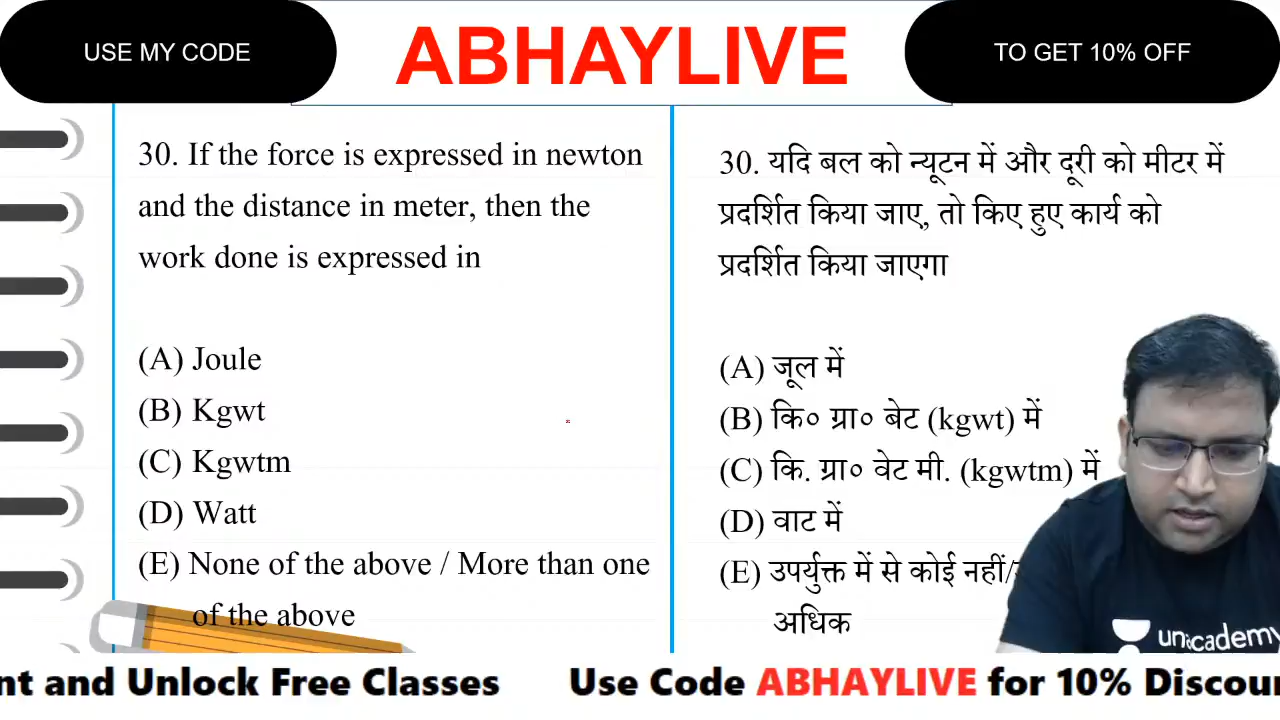 USE MY CODE
ABHAYLIVE
TO GET 10% OFF
30. If the force is expressed in newton
and the distance in meter, then the
work done is expressed in
(A) Joule
(B) Kgwt
(C) Kgwtm
(D) Watt
(E) None of the above / More than one
of the above
30. यदि बल को न्यूटन में और दूरी को मीटर में
प्रदर्शित किया जाए, तो किए हुए कार्य को
प्रदर्शित किया जाएगा
(A) जूल में
(B) कि० ग्रा० बेट (kgwt) में
(C) कि. ग्रा० वेट मी. (kgwtm) में
(D) वाट में
(E) उपर्युक्त में से कोई नहीं/
अधिक
unacademy
and Unlock Free Classes Use Code ABHAYLIVE for 10%